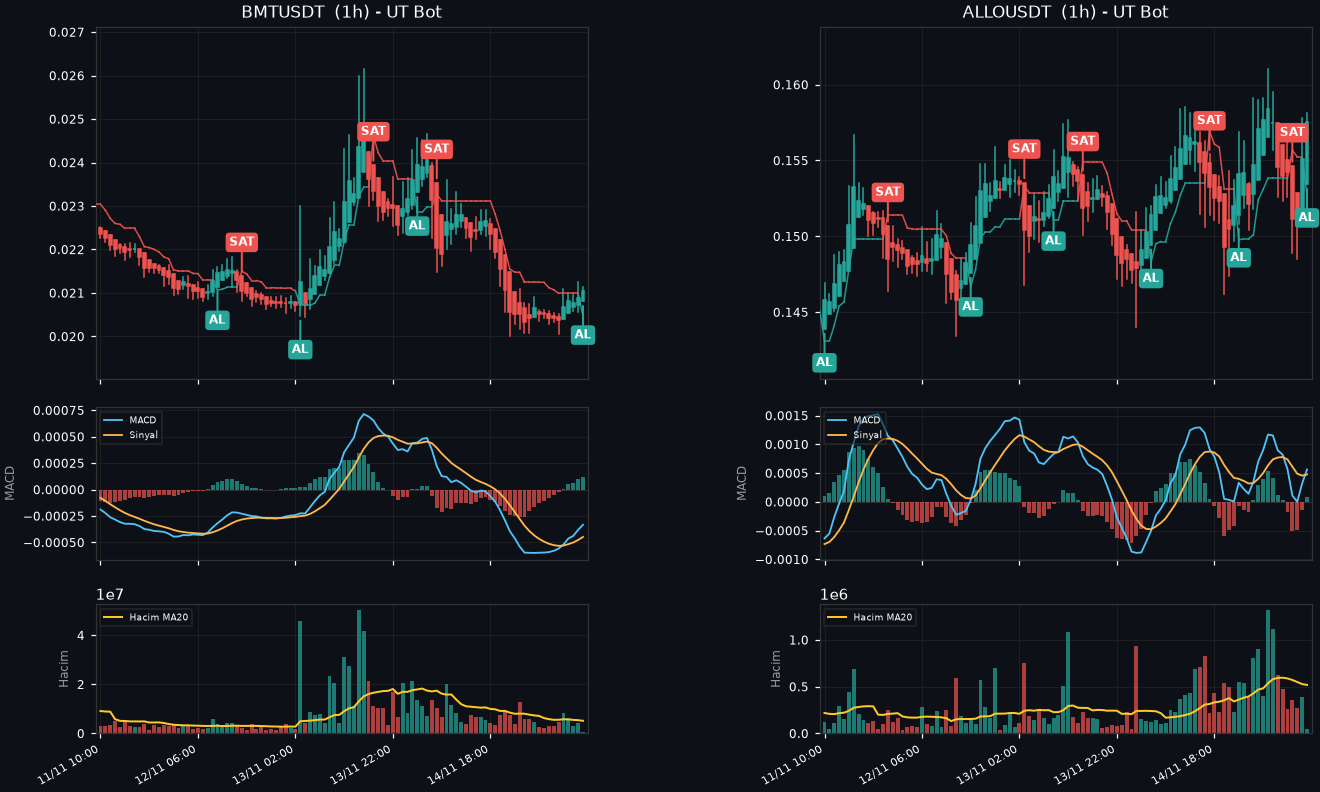 BMTUSDT  (1h) - UT Bot
0.027
0.026
0.025
0.024
0.023
0.022
0.021
0.020
SAT
SAT
SAT
AL
AL
AL
AL
0.00075
0.00050
0.00025
0.00000
−0.00025
−0.00050
MACD
MACD
Sinyal
1e7
4
2
0
Hacim
Hacim MA20
11/11 10:00
12/11 06:00
13/11 02:00
13/11 22:00
14/11 18:00
ALLOUSDT  (1h) - UT Bot
0.160
0.155
0.150
0.145
SAT
SAT
SAT
SAT
SAT
AL
AL
AL
AL
AL
AL
0.0015
0.0010
0.0005
0.0000
−0.0005
−0.0010
MACD
MACD
Sinyal
1e6
1.0
0.5
0.0
Hacim
Hacim MA20
11/11 10:00
12/11 06:00
13/11 02:00
13/11 22:00
14/11 18:00